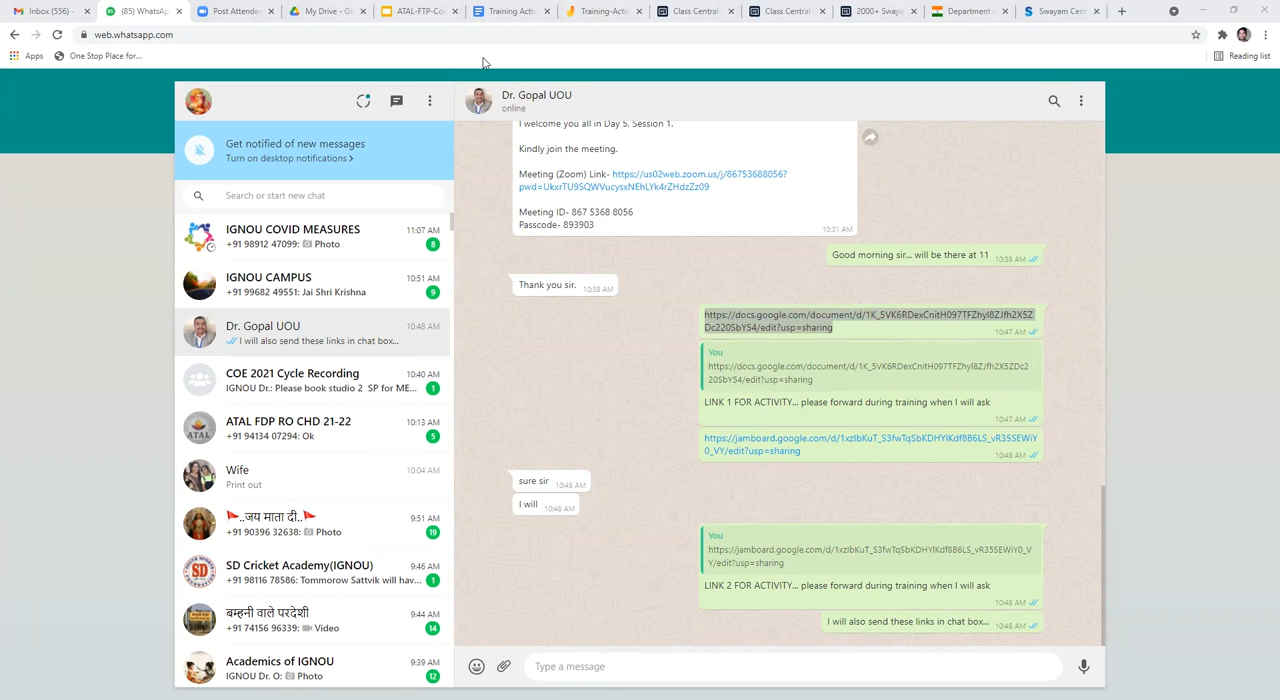 Inbox (556) -
(85) WhatsAp
Post Attende
My Drive - Go
ATAL-FTP-Co
Training Acti
Training-Acti
Class Central
Class Central
2000+ Swaya
Department
Swayam Cen
web.whatsapp.com
Apps
One Stop Place for...
Reading list
Dr. Gopal UOU
online
Get notified of new messages
Turn on desktop notifications >
Search or start new chat
IGNOU COVID MEASURES 11:07 AM
+91 98912 47099: Photo 8
IGNOU CAMPUS 10:51 AM
+91 99682 49551: Jai Shri Krishna 9
Dr. Gopal UOU 10:48 AM
I will also send these links in chat box...
COE 2021 Cycle Recording 10:40 AM
IGNOU Dr.: Please book studio 2 SP for ME... 1
ATAL FDP RO CHD 21-22 10:13 AM
+91 94134 07294: Ok 5
Wife 10:04 AM
Print out
🚩..जय माता दी..🚩 9:51 AM
+91 90396 32638: Photo 19
SD Cricket Academy(IGNOU) 9:46 AM
+91 98116 78586: Tommorow Sattvik will hav... 1
बम्हनी वाले परदेशी 9:44 AM
+91 74156 96339: Video 14
Academics of IGNOU 9:39 AM
IGNOU Dr. O: Photo 12
I welcome you all in Day 5, Session 1.
Kindly join the meeting.
Meeting (Zoom) Link- https://us02web.zoom.us/j/86753688056?
pwd=UkxrTU9SQWVucysxNEhLYk4rZHdzZz09
Meeting ID- 867 5368 8056
Passcode- 893903
10:31 AM
Good morning sir... will be there at 11 10:38 AM
Thank you sir. 10:38 AM
https://docs.google.com/document/d/1K_5VK6RDexCnitH097TFZhyI8ZJfh2X5Z
Dc220SbY54/edit?usp=sharing 10:47 AM
You
https://docs.google.com/document/d/1K_5VK6RDexCnitH097TFZhyI8ZJfh2X5ZDc2
20SbY54/edit?usp=sharing
LINK 1 FOR ACTIVITY... please forward during training when I will ask
10:47 AM
https://jamboard.google.com/d/1xzIbKuT_S3fwTqSbKDHYlKdf8B6LS_vR35SEWiY
0_VY/edit?usp=sharing 10:48 AM
sure sir 10:48 AM
I will 10:48 AM
You
https://jamboard.google.com/d/1xzIbKuT_S3fwTqSbKDHYlKdf8B6LS_vR35SEWiY0_V
Y/edit?usp=sharing
LINK 2 FOR ACTIVITY... please forward during training when I will ask
10:48 AM
I will also send these links in chat box... 10:48 AM
Type a message